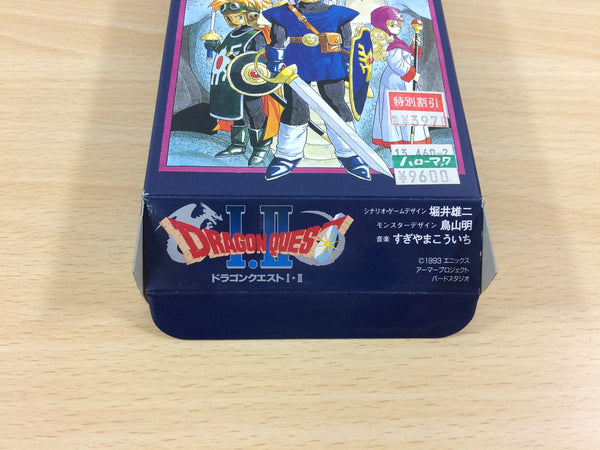 特別割引
¥3970
13 460-2
ハローマック
¥9600
DRAGON QUEST
I・II
ドラゴンクエストI・II
シナリオ・ゲームデザイン 堀井雄二
モンスターデザイン 鳥山明
音楽 すぎやまこういち
©1993 エニックス
アーマープロジェクト
バードスタジオ